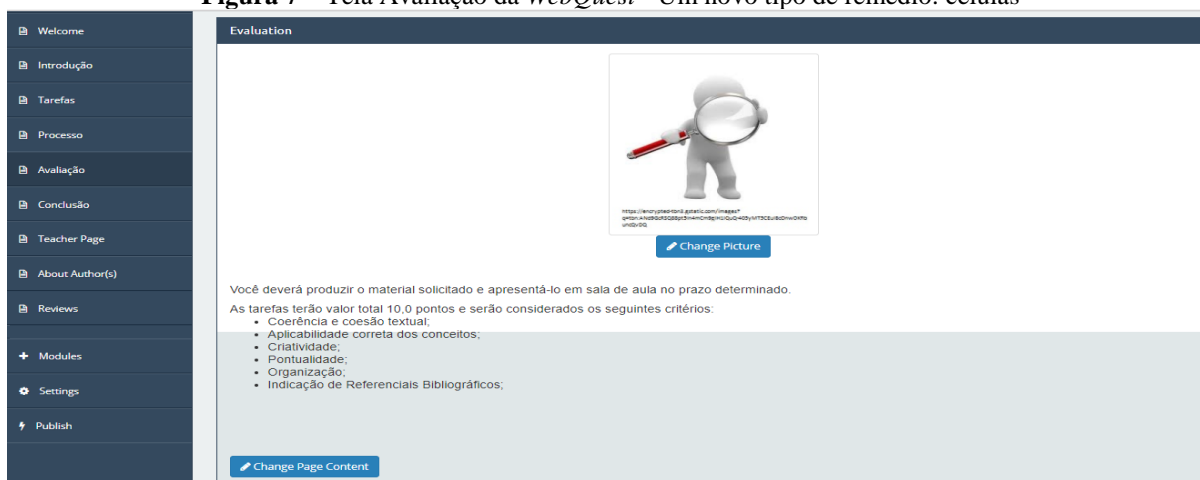 Figura 7 – Tela Avaliação da WebQuest "Um novo tipo de remédio: células
Welcome
Introdução
Tarefas
Processo
Avaliação
Conclusão
Teacher Page
About Author(s)
Reviews
Modules
Settings
Publish
Evaluation
Change Picture
Você deverá produzir o material solicitado e apresentá-lo em sala de aula no prazo determinado.
As tarefas terão valor total 10,0 pontos e serão considerados os seguintes critérios:
• Coerência e coesão textual;
• Aplicabilidade correta dos conceitos;
• Criatividade;
• Pontualidade;
• Organização;
• Indicação de Referenciais Bibliográficos;
Change Page Content